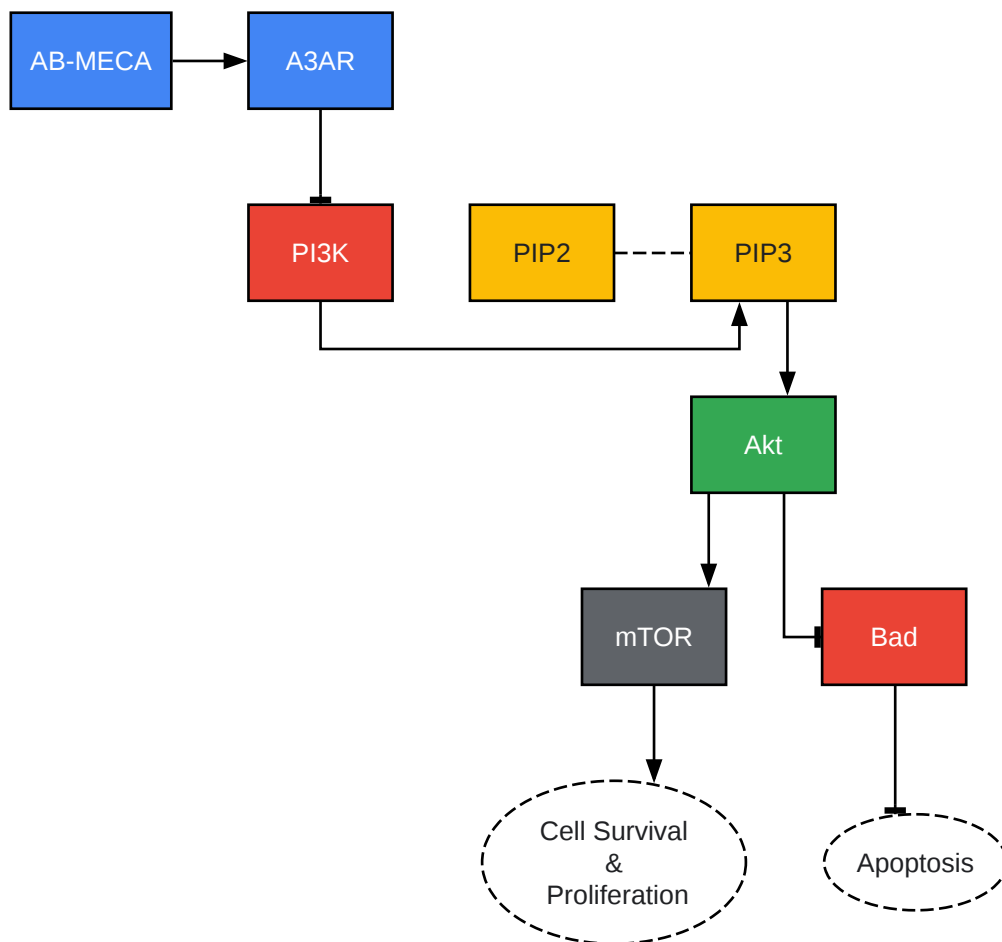 AB-MECA
A3AR
PI3K
PIP2
PIP3
Akt
mTOR
Bad
Cell Survival
&
Proliferation
Apoptosis